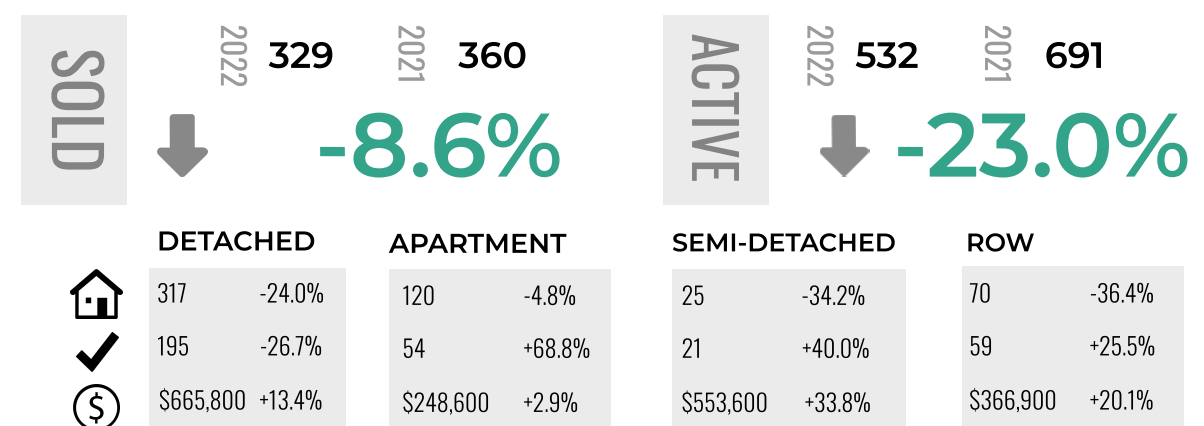 SOLD
2022 329 2021 360
-8.6%
ACTIVE
2022 532 2021 691
-23.0%
DETACHED APARTMENT SEMI-DETACHED ROW
317 -24.0% 120 -4.8% 25 -34.2% 70 -36.4%
195 -26.7% 54 +68.8% 21 +40.0% 59 +25.5%
$ $665,800 +13.4% $248,600 +2.9% $553,600 +33.8% $366,900 +20.1%